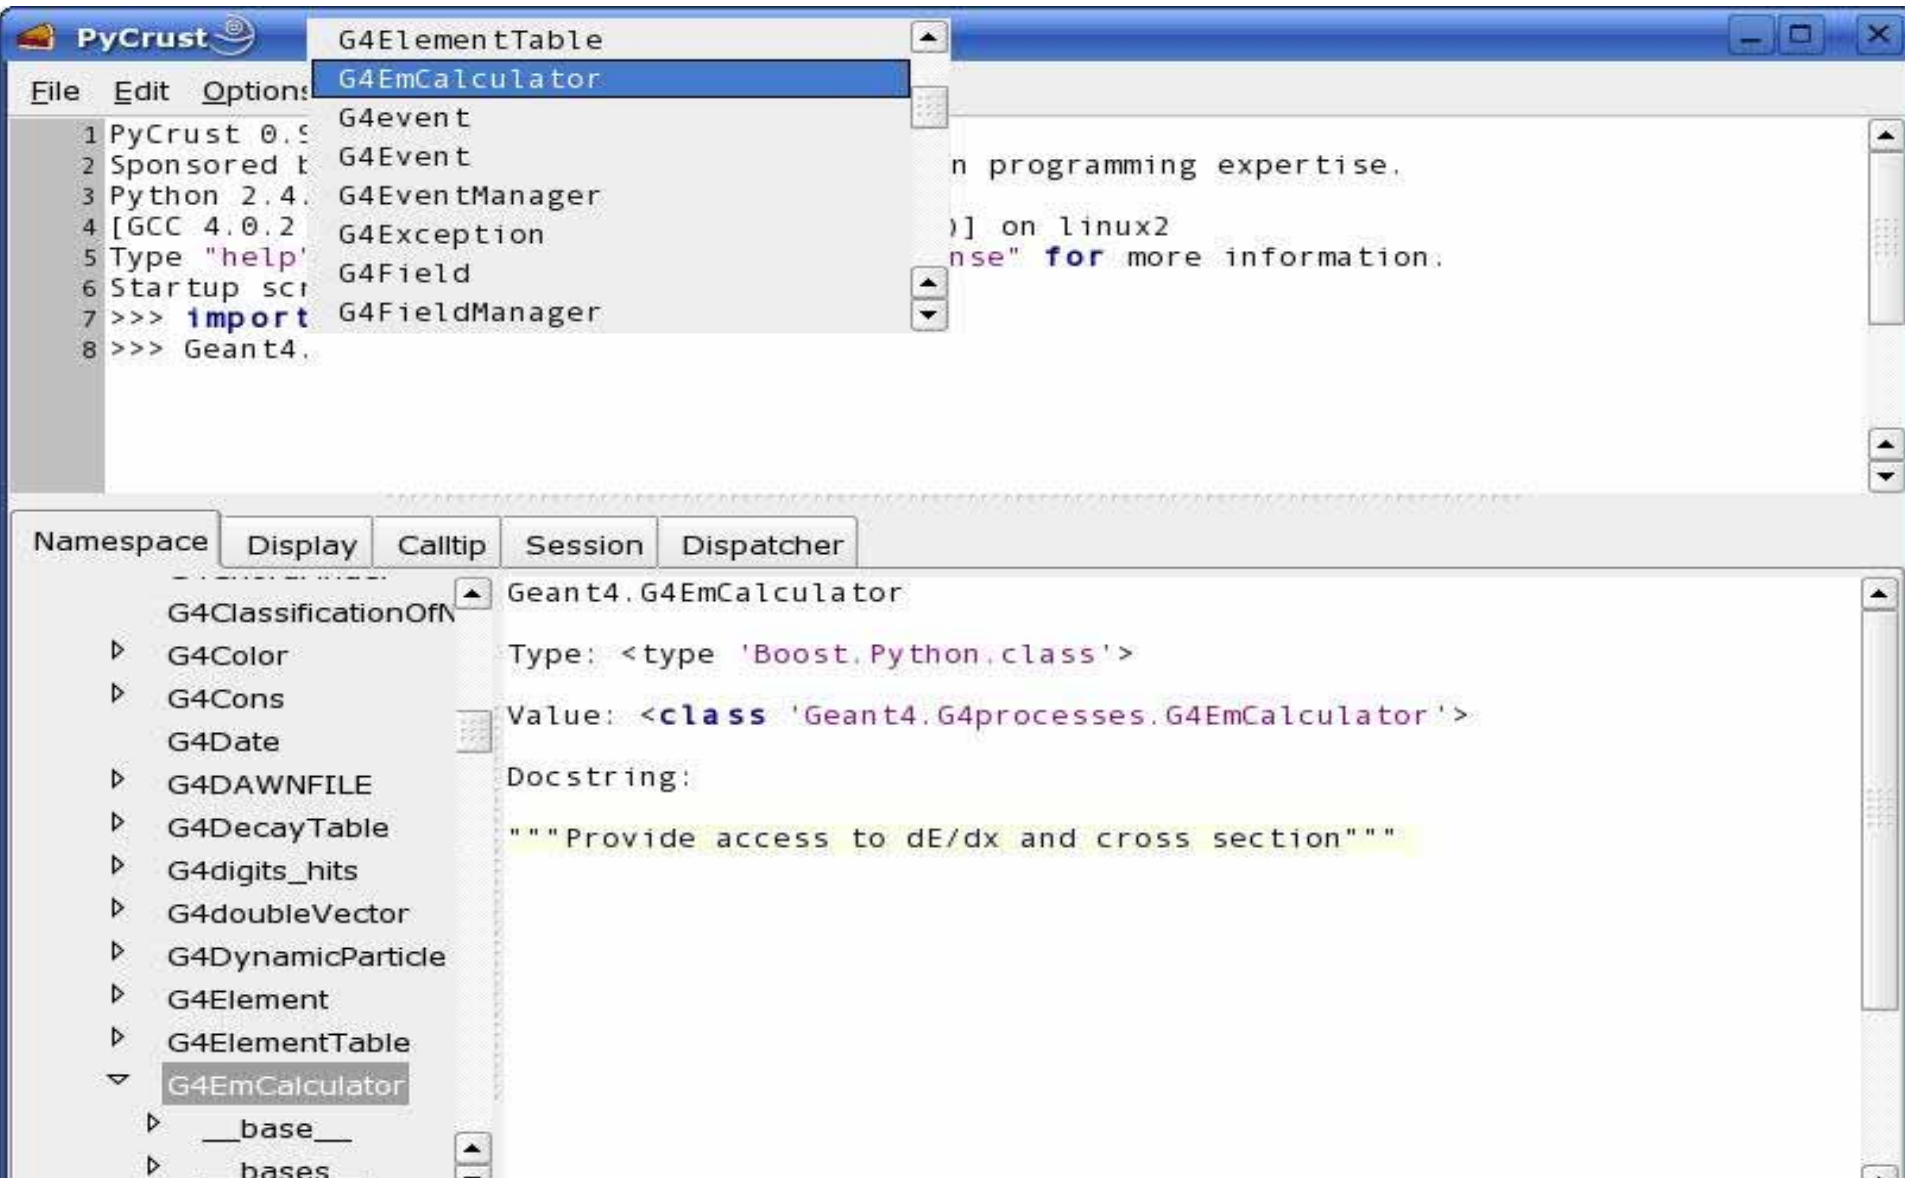 PyCrust
File Edit Options
G4ElementTable
G4EmCalculator
G4event
G4Event
G4EventManager
G4Exception
G4Field
G4FieldManager
1 PyCrust 0.9
2 Sponsored b n programming expertise.
3 Python 2.4.
4 [GCC 4.0.2 )] on linux2
5 Type "help" nse" for more information.
6 Startup scr
7 >>> import
8 >>> Geant4.
Namespace Display Calltip Session Dispatcher
G4ClassificationOfN
G4Color
G4Cons
G4Date
G4DAWNFILE
G4DecayTable
G4digits_hits
G4doubleVector
G4DynamicParticle
G4Element
G4ElementTable
G4EmCalculator
__base__
bases
Geant4.G4EmCalculator
Type: <type 'Boost.Python.class'>
Value: <class 'Geant4.G4processes.G4EmCalculator'>
Docstring:
"""Provide access to dE/dx and cross section"""